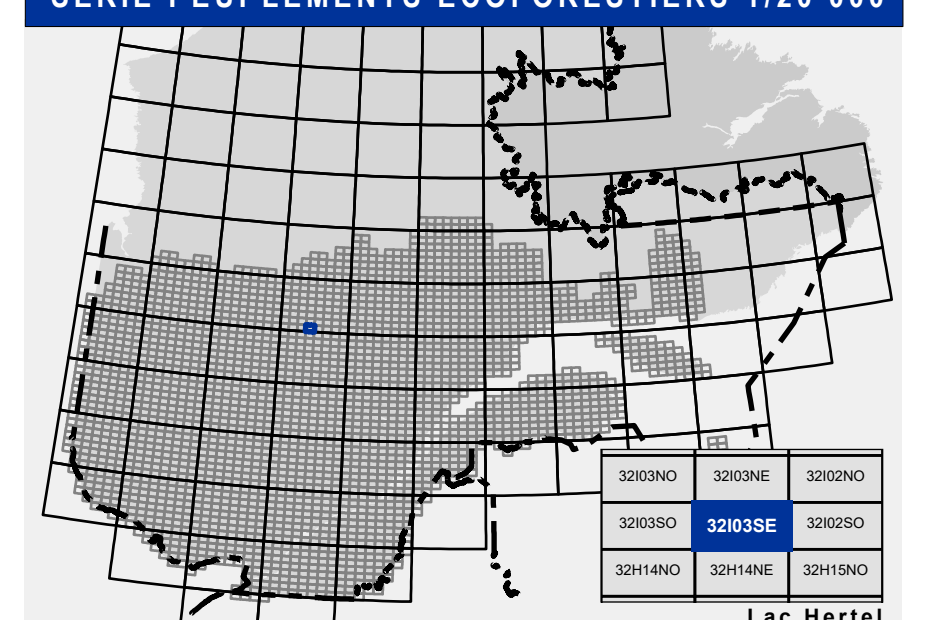 SÉRIE PEUPLEMENTS ÉCOFORESTIERS 1/20 000
32I03NO 32I03NE 32I02NO
32I03SO 32I03SE 32I02SO
32H14NO 32H14NE 32H15NO
Lac Hertel